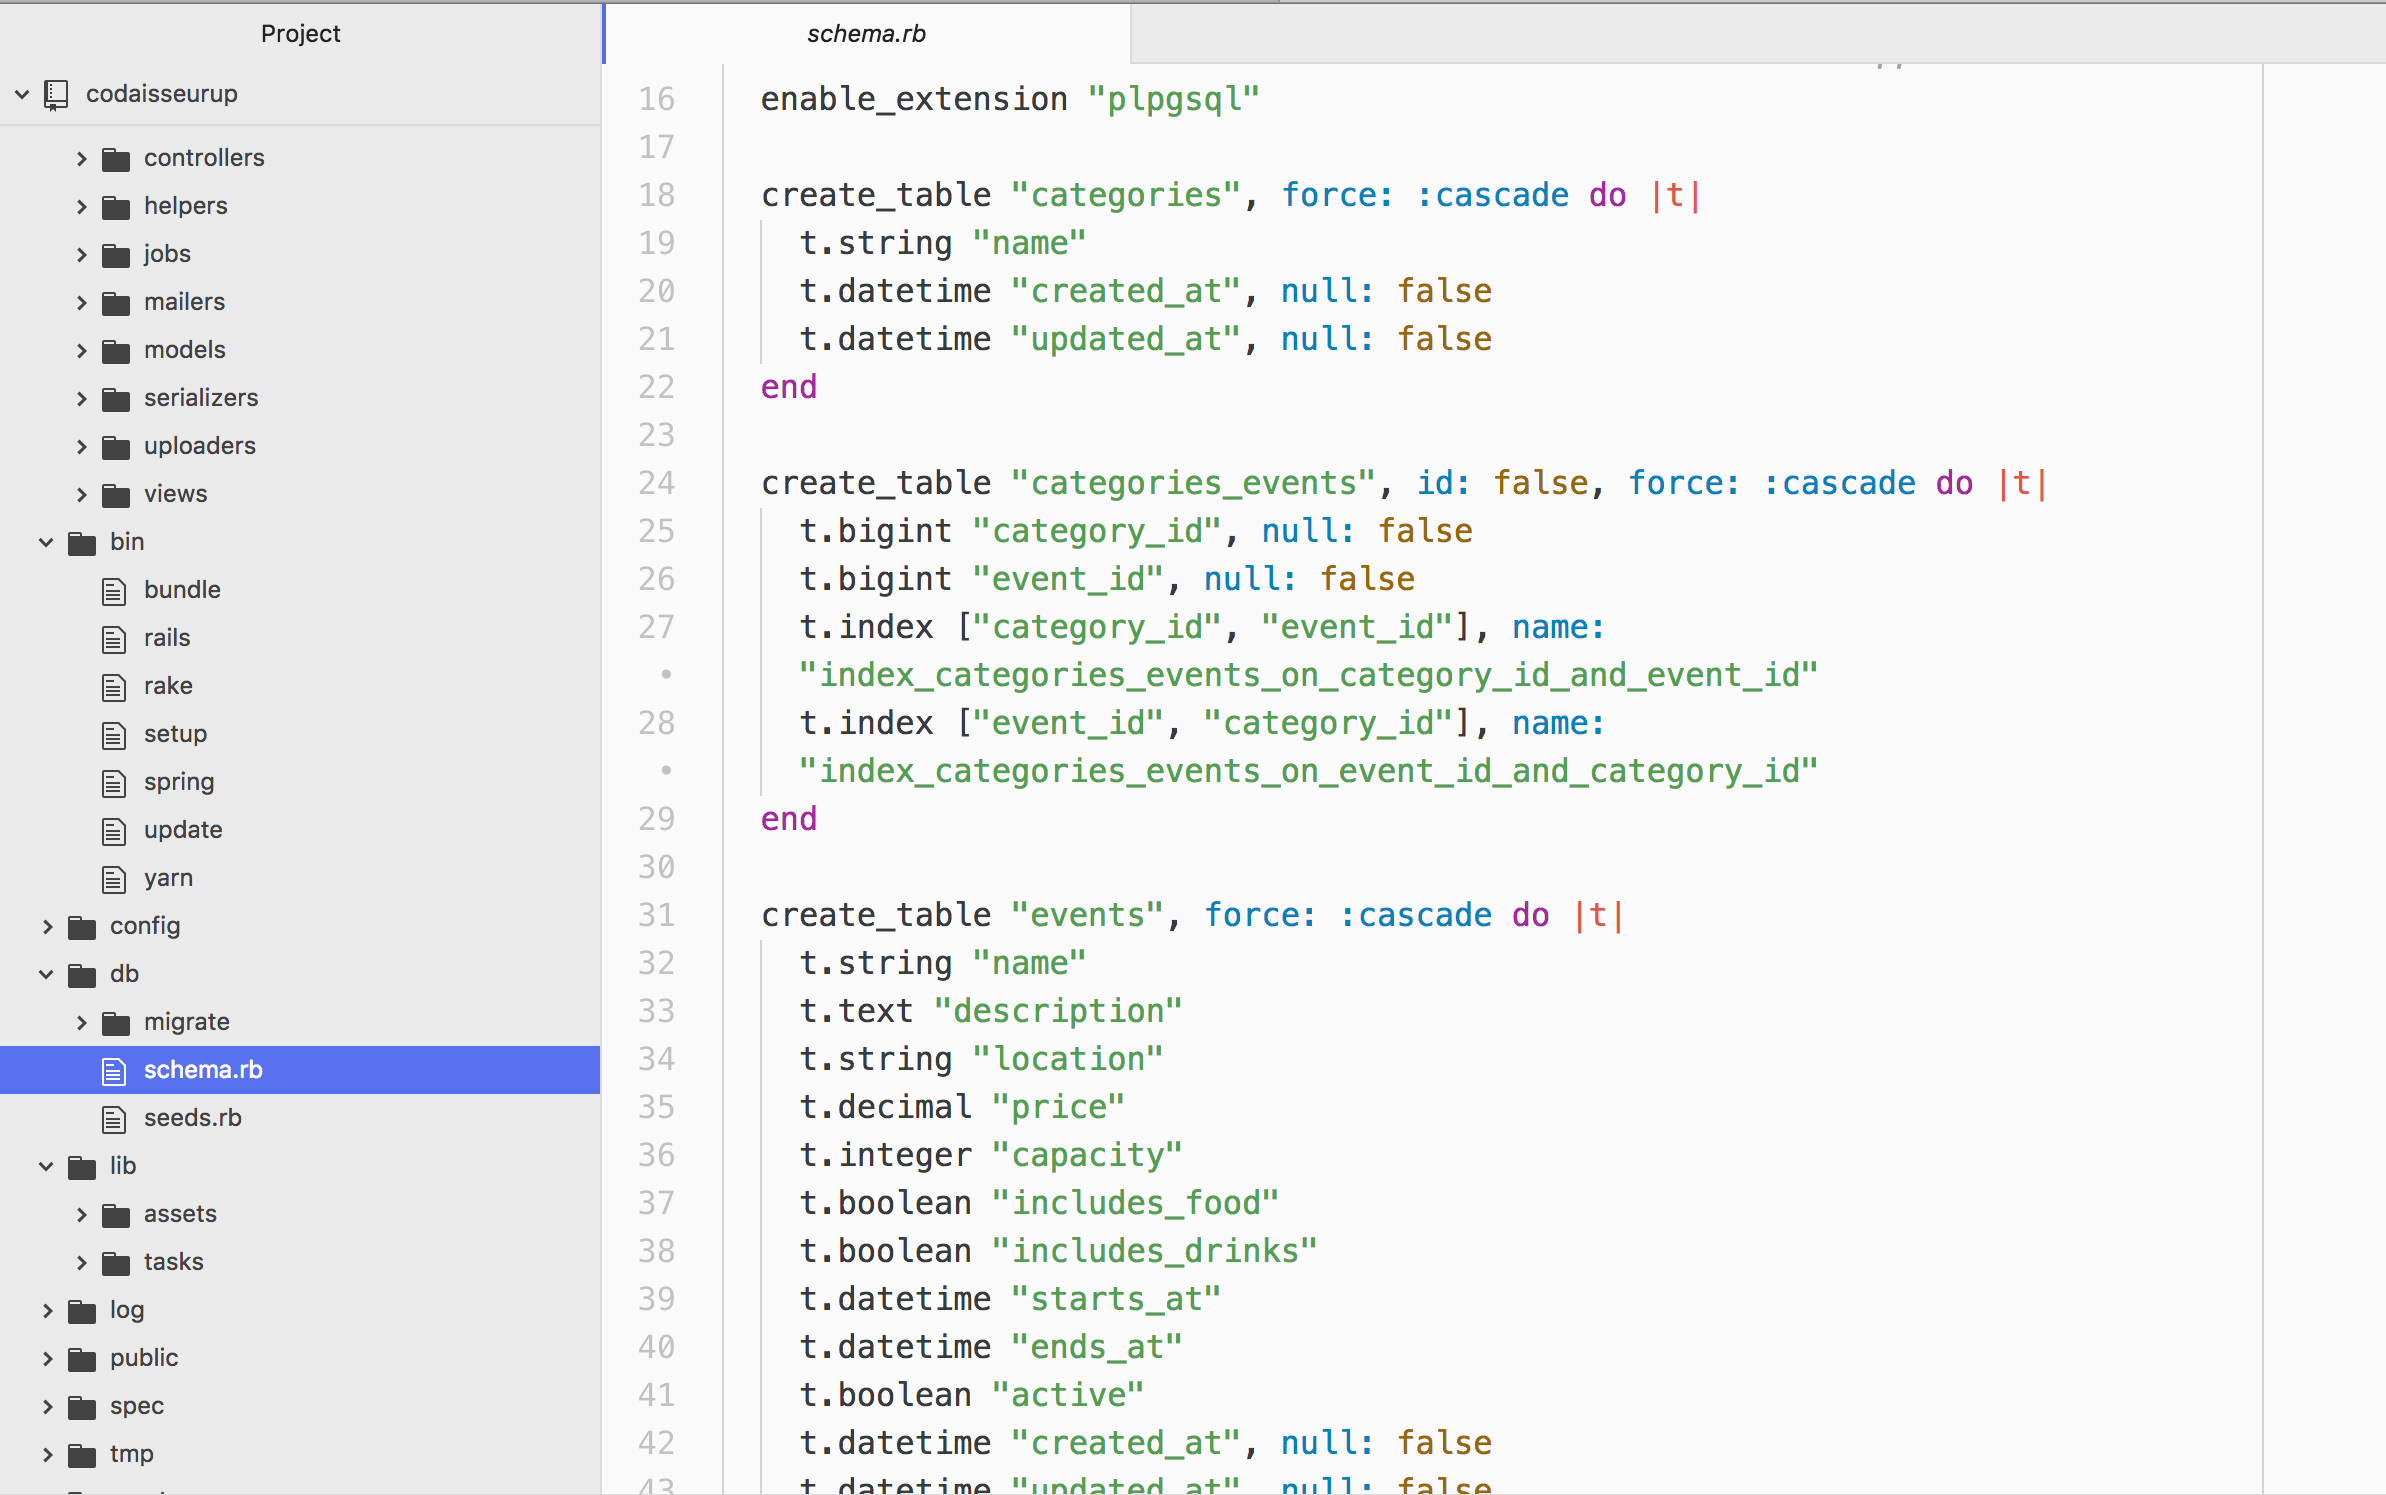 Project
codaisseurup
controllers
helpers
jobs
mailers
models
serializers
uploaders
views
bin
bundle
rails
rake
setup
spring
update
yarn
config
db
migrate
schema.rb
seeds.rb
lib
assets
tasks
log
public
spec
tmp
schema.rb
16 enable_extension "plpgsql"
17
18 create_table "categories", force: :cascade do |t|
19 t.string "name"
20 t.datetime "created_at", null: false
21 t.datetime "updated_at", null: false
22 end
23
24 create_table "categories_events", id: false, force: :cascade do |t|
25 t.bigint "category_id", null: false
26 t.bigint "event_id", null: false
27 t.index ["category_id", "event_id"], name:
• "index_categories_events_on_category_id_and_event_id"
28 t.index ["event_id", "category_id"], name:
• "index_categories_events_on_event_id_and_category_id"
29 end
30
31 create_table "events", force: :cascade do |t|
32 t.string "name"
33 t.text "description"
34 t.string "location"
35 t.decimal "price"
36 t.integer "capacity"
37 t.boolean "includes_food"
38 t.boolean "includes_drinks"
39 t.datetime "starts_at"
40 t.datetime "ends_at"
41 t.boolean "active"
42 t.datetime "created_at", null: false
43 t.datetime "updated_at", null: false